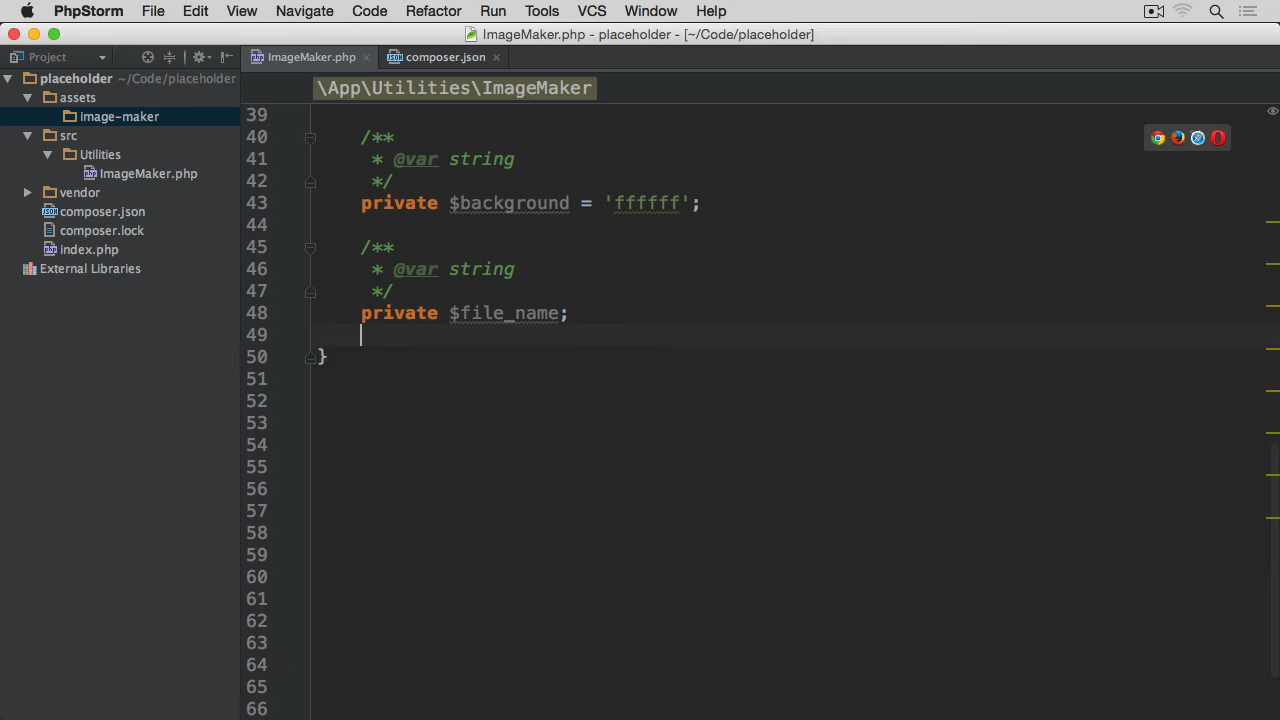 PhpStorm File Edit View Navigate Code Refactor Run Tools VCS Window Help
ImageMaker.php - placeholder - [~/Code/placeholder]
Project
ImageMaker.php
JSON composer.json
placeholder ~/Code/placeholder
assets
image-maker
src
Utilities
ImageMaker.php
vendor
composer.json
composer.lock
index.php
External Libraries
\App\Utilities\ImageMaker
39
40 /**
41 * @var string
42 */
43 private $background = 'ffffff';
44
45 /**
46 * @var string
47 */
48 private $file_name;
49
50 }
51
52
53
54
55
56
57
58
59
60
61
62
63
64
65
66